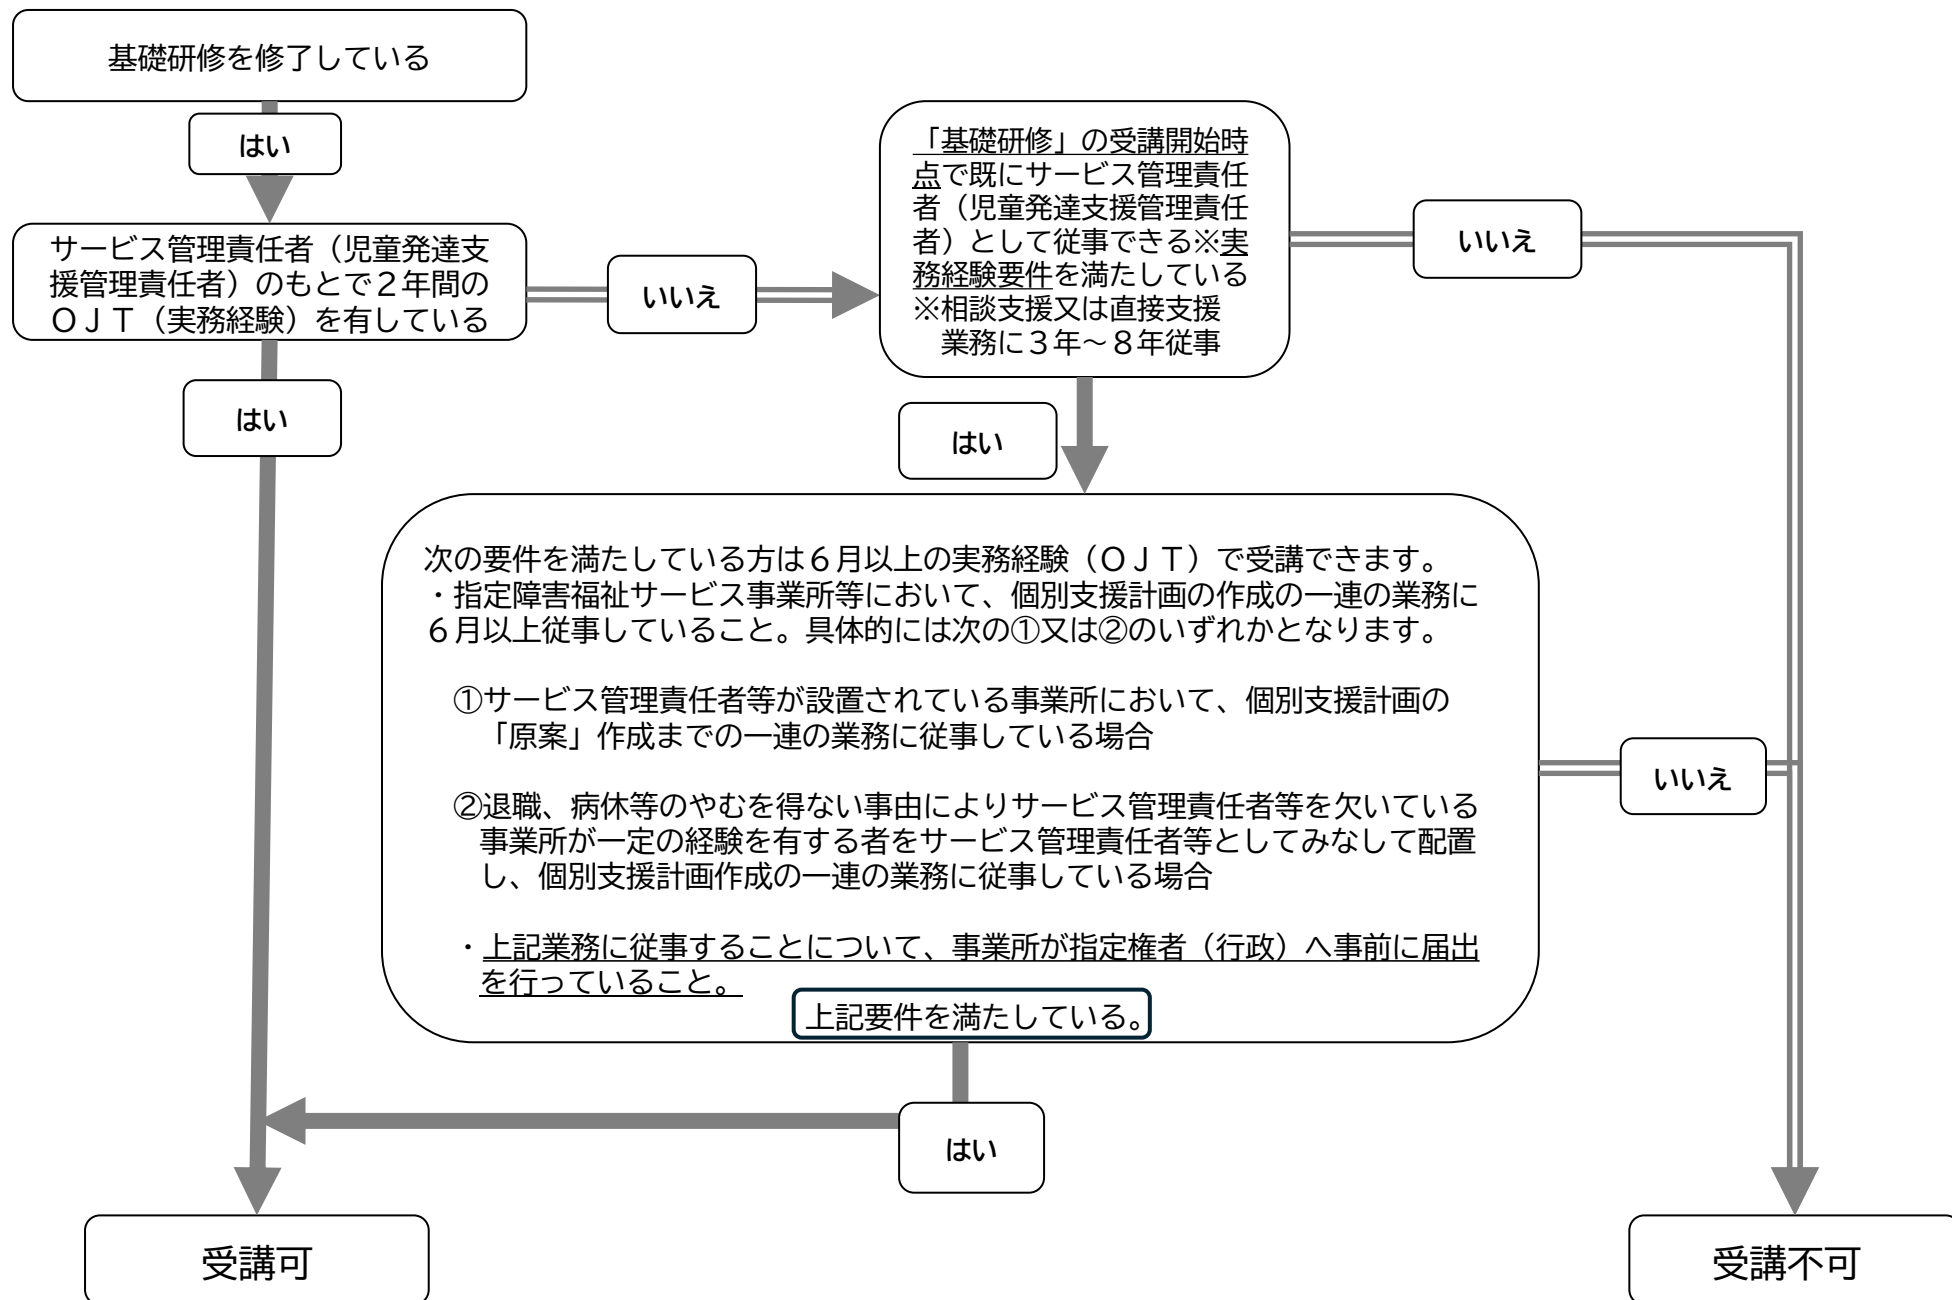 基礎研修を修了している
はい
サービス管理責任者（児童発達支
援管理責任者）のもとで２年間の
ＯＪＴ（実務経験）を有している
いいえ
「基礎研修」の受講開始時
点で既にサービス管理責任
者（児童発達支援管理責任
者）として従事できる※実
務経験要件を満たしている
※相談支援又は直接支援
業務に３年～８年従事
いいえ
はい
はい
次の要件を満たしている方は６月以上の実務経験（ＯＪＴ）で受講できます。
・指定障害福祉サービス事業所等において、個別支援計画の作成の一連の業務に
６月以上従事していること。具体的には次の①又は②のいずれかとなります。
①サービス管理責任者等が設置されている事業所において、個別支援計画の
「原案」作成までの一連の業務に従事している場合
②退職、病休等のやむを得ない事由によりサービス管理責任者等を欠いている
事業所が一定の経験を有する者をサービス管理責任者等としてみなして配置
し、個別支援計画作成の一連の業務に従事している場合
・上記業務に従事することについて、事業所が指定権者（行政）へ事前に届出
を行っていること。
上記要件を満たしている。
いいえ
はい
受講可
受講不可